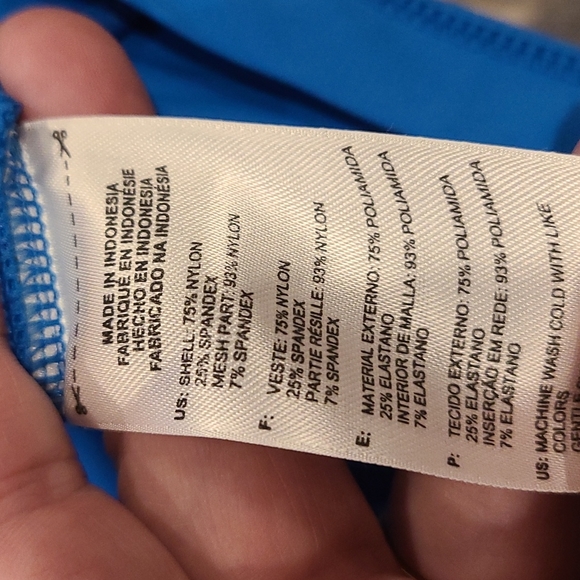 MADE IN INDONESIA
FABRIQUÉ EN INDONÉSIE
HECHO EN INDONESIA
FABRICADO NA INDONÉSIA
US: SHELL: 75% NYLON
25% SPANDEX
MESH PART: 93% NYLON
7% SPANDEX
F: VESTE: 75% NYLON
25% SPANDEX
PARTIE RÉSILLE: 93% NYLON
7% SPANDEX
E: MATERIAL EXTERNO: 75% POLIAMIDA
25% ELASTANO
INTERIOR DE MALLA: 93% POLIAMIDA
7% ELASTANO
P: TECIDO EXTERNO: 75% POLIAMIDA
25% ELASTANO
INSERÇÃO EM REDE: 93% POLIAMIDA
7% ELASTANO
US: MACHINE WASH COLD WITH LIKE
COLORS